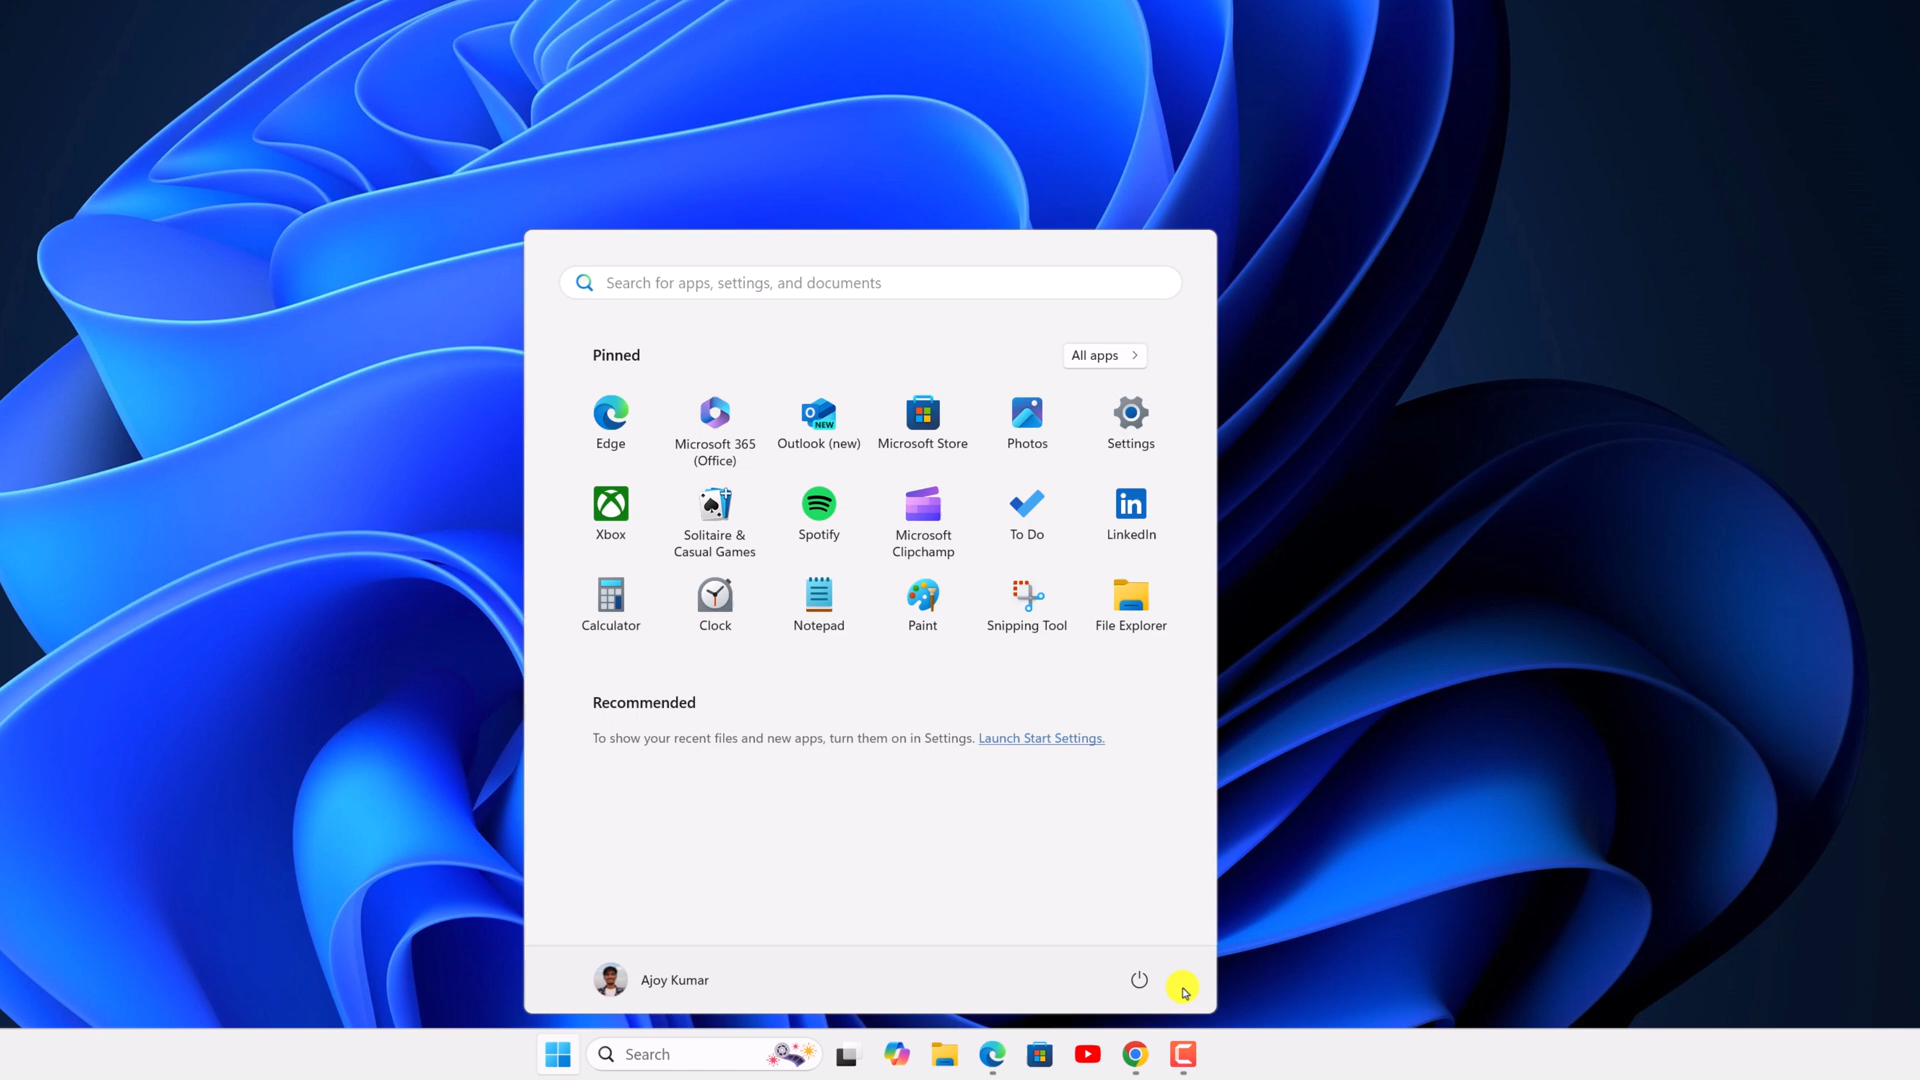 Search for apps, settings, and documents
Pinned
All apps
Edge
Microsoft 365 (Office)
Outlook (new)
Microsoft Store
Photos
Settings
Xbox
Solitaire & Casual Games
Spotify
Microsoft Clipchamp
To Do
LinkedIn
Calculator
Clock
Notepad
Paint
Snipping Tool
File Explorer
Recommended
To show your recent files and new apps, turn them on in Settings. Launch Start Settings.
Ajoy Kumar
Search